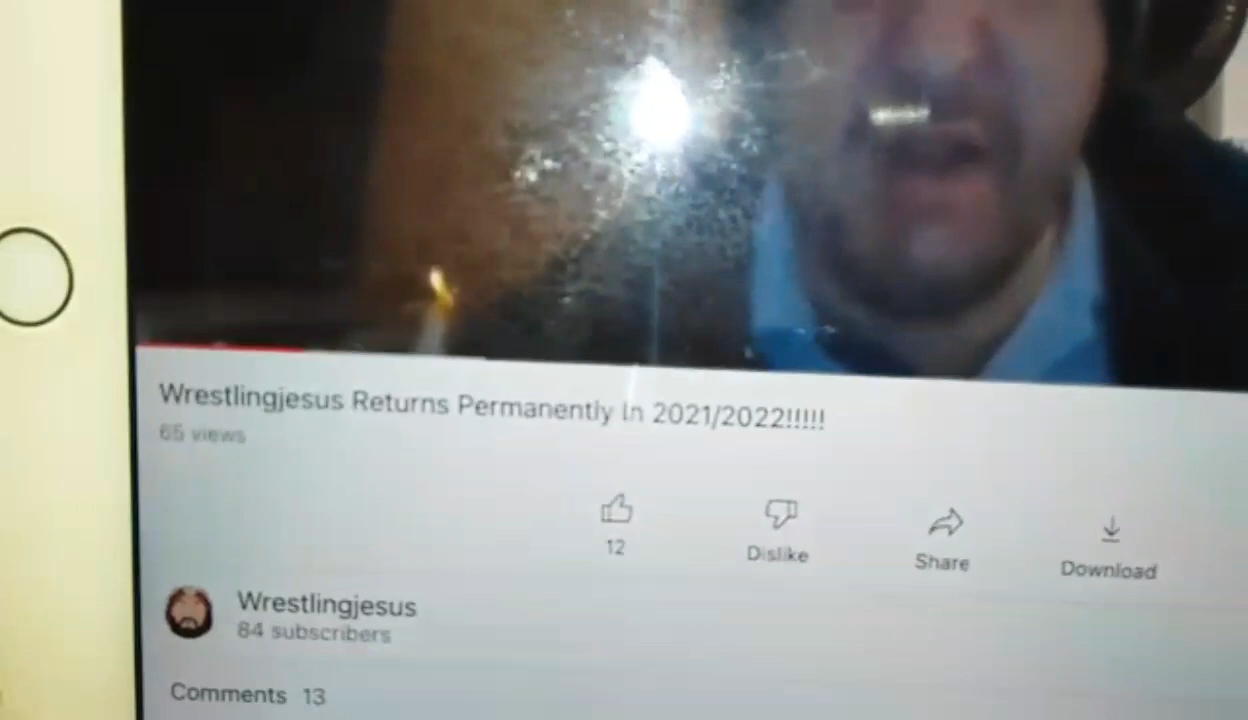 Wrestlingjesus Returns Permanently In 2021/2022!!!!!
65 views
12
Dislike
Share
Download
Wrestlingjesus
84 subscribers
Comments 13